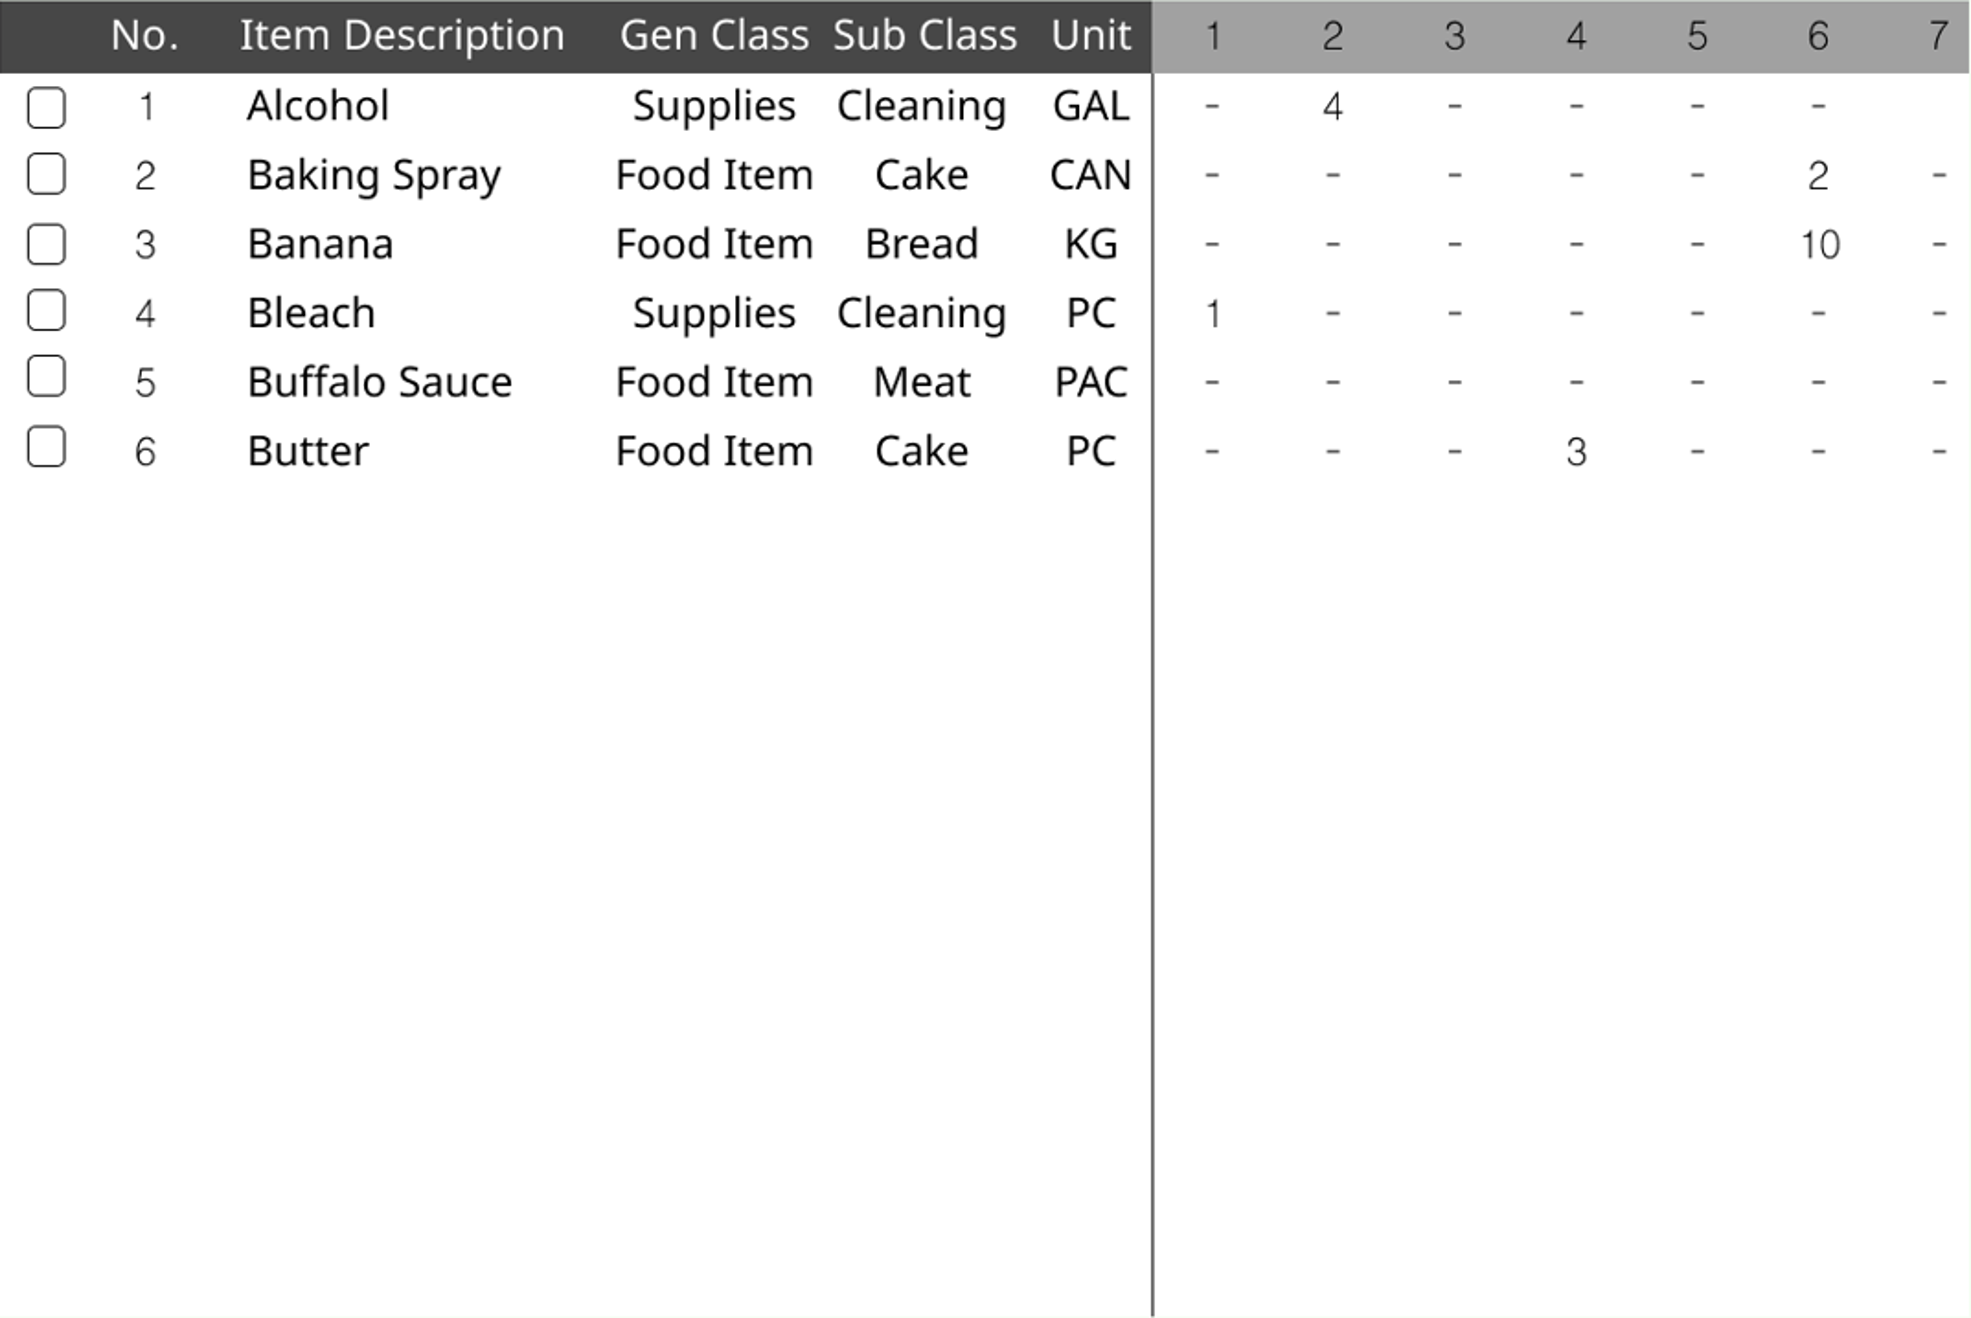 No. Item Description Gen Class Sub Class Unit 1 2 3 4 5 6 7
1 Alcohol Supplies Cleaning GAL - 4 - - - -
2 Baking Spray Food Item Cake CAN - - - - - 2 -
3 Banana Food Item Bread KG - - - - - 10 -
4 Bleach Supplies Cleaning PC 1 - - - - - -
5 Buffalo Sauce Food Item Meat PAC - - - - - - -
6 Butter Food Item Cake PC - - - 3 - - -